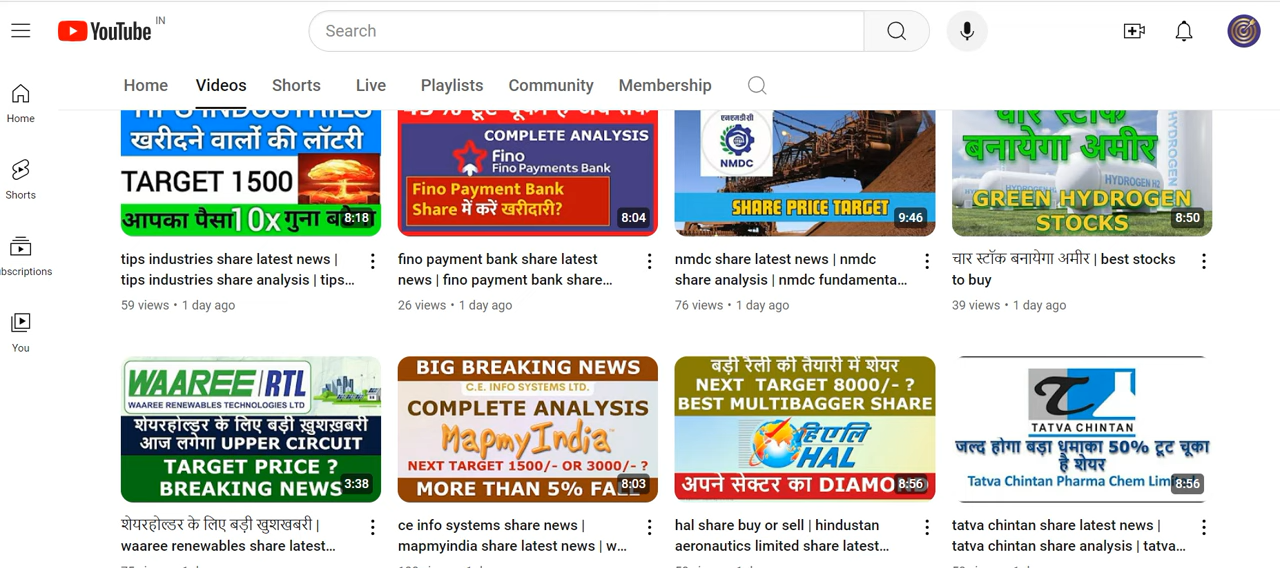 YouTube IN
Search
Home Videos Shorts Live Playlists Community Membership
Home
Shorts
bscriptions
You
TIPS INDUSTRIES
खरीदने वालों की लॉटरी
TARGET 1500
आपका पैसा 10x गुना
8:18
COMPLETE ANALYSIS
Fino
Fino Payments Bank
Fino Payment Bank
Share में करें खरीदारी?
8:04
एनएमडीसी
NMDC
SHARE PRICE TARGET
9:46
चार स्टॉक
बनायेगा अमीर
HYDROGEN
HYDROGEN H2
GREEN HYDROGEN
STOCKS
8:50
tips industries share latest news |
tips industries share analysis | tips...
59 views • 1 day ago
fino payment bank share latest
news | fino payment bank share...
26 views • 1 day ago
nmdc share latest news | nmdc
share analysis | nmdc fundamenta...
76 views • 1 day ago
चार स्टॉक बनायेगा अमीर | best stocks
to buy
39 views • 1 day ago
WAAREE RTL
WAAREE RENEWABLES TECHNOLOGIES LTD
शेयरहोल्डर के लिए बड़ी खुशख़बरी
आज लगेगा UPPER CIRCUIT
TARGET PRICE ?
BREAKING NEWS
3:38
BIG BREAKING NEWS
C.E. INFO SYSTEMS LTD.
COMPLETE ANALYSIS
MapmyIndia
NEXT TARGET 1500/- OR 3000/- ?
MORE THAN 5% FA
8:03
बड़ी रैली की तैयारी में शेयर
NEXT TARGET 8000/- ?
BEST MULTIBAGGER SHARE
हिएलि
HAL
अपने सेक्टर का DIAMO
8:56
TATVA CHINTAN
जल्द होगा बड़ा धमाका 50% टूट चूका
है शेयर
Tatva Chintan Pharma Chem Lim
8:56
शेयरहोल्डर के लिए बड़ी खुशखबरी |
waaree renewables share latest...
ce info systems share news |
mapmyindia share latest news | w...
hal share buy or sell | hindustan
aeronautics limited share latest...
tatva chintan share latest news |
tatva chintan share analysis | tatva...